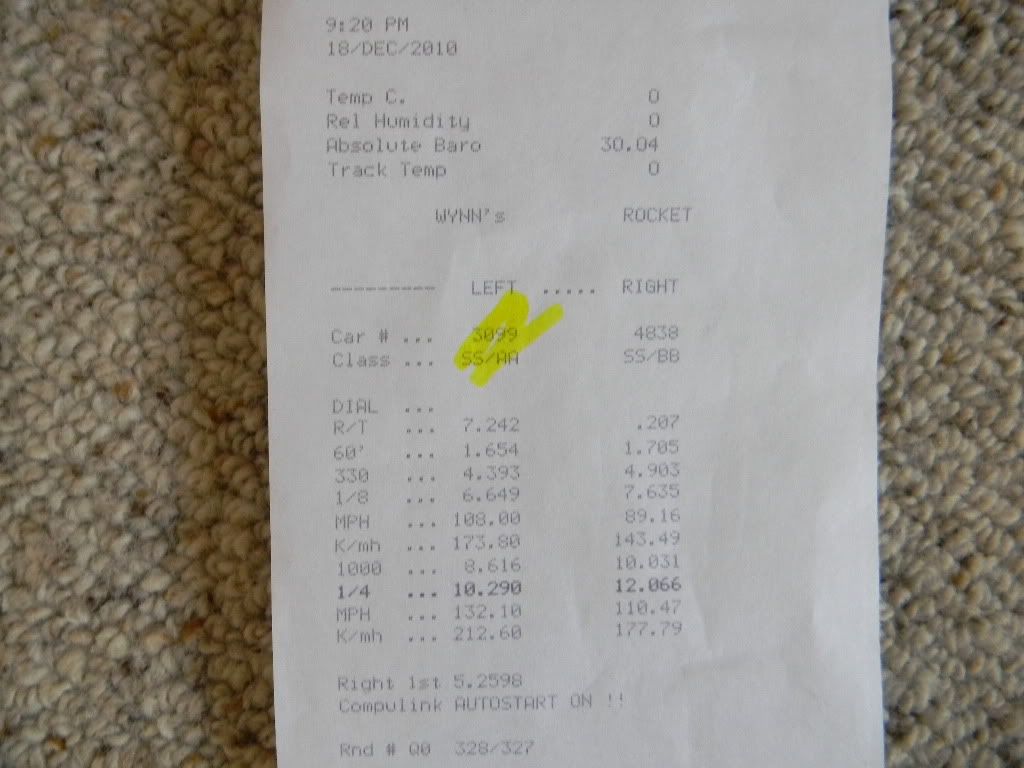 9:20 PM
18/DEC/2010
Temp C. 0
Rel Humidity 0
Absolute Baro 30.04
Track Temp 0
WYNN's ROCKET
--------- LEFT ..... RIGHT
Car # ... 3099 4838
Class ... SS/AA SS/BB
DIAL ...
R/T ... 7.242 .207
60' ... 1.654 1.705
330 ... 4.393 4.903
1/8 ... 6.649 7.635
MPH ... 108.00 89.16
K/mh ... 173.80 143.49
1000 ... 8.616 10.031
1/4 ... 10.290 12.066
MPH ... 132.10 110.47
K/mh ... 212.60 177.79
Right 1st 5.2598
Compulink AUTOSTART ON !!
Rnd # Q0 328/327